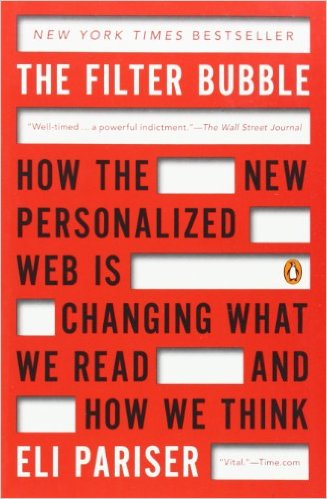 NEW YORK TIMES BESTSELLER
THE FILTER BUBBLE
"Well-timed . . . a powerful indictment."—The Wall Street Journal
HOW THE NEW
PERSONALIZED
WEB IS
CHANGING WHAT
WE READ AND
HOW WE THINK
ELI PARISER "Vital."—Time.com